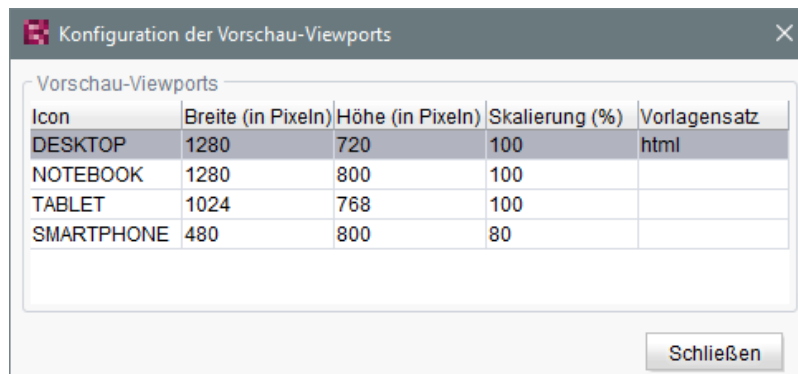 Konfiguration der Vorschau-Viewports
Vorschau-Viewports
Icon Breite (in Pixeln) Höhe (in Pixeln) Skalierung (%) Vorlagensatz
DESKTOP 1280 720 100 html
NOTEBOOK 1280 800 100
TABLET 1024 768 100
SMARTPHONE 480 800 80
Schließen